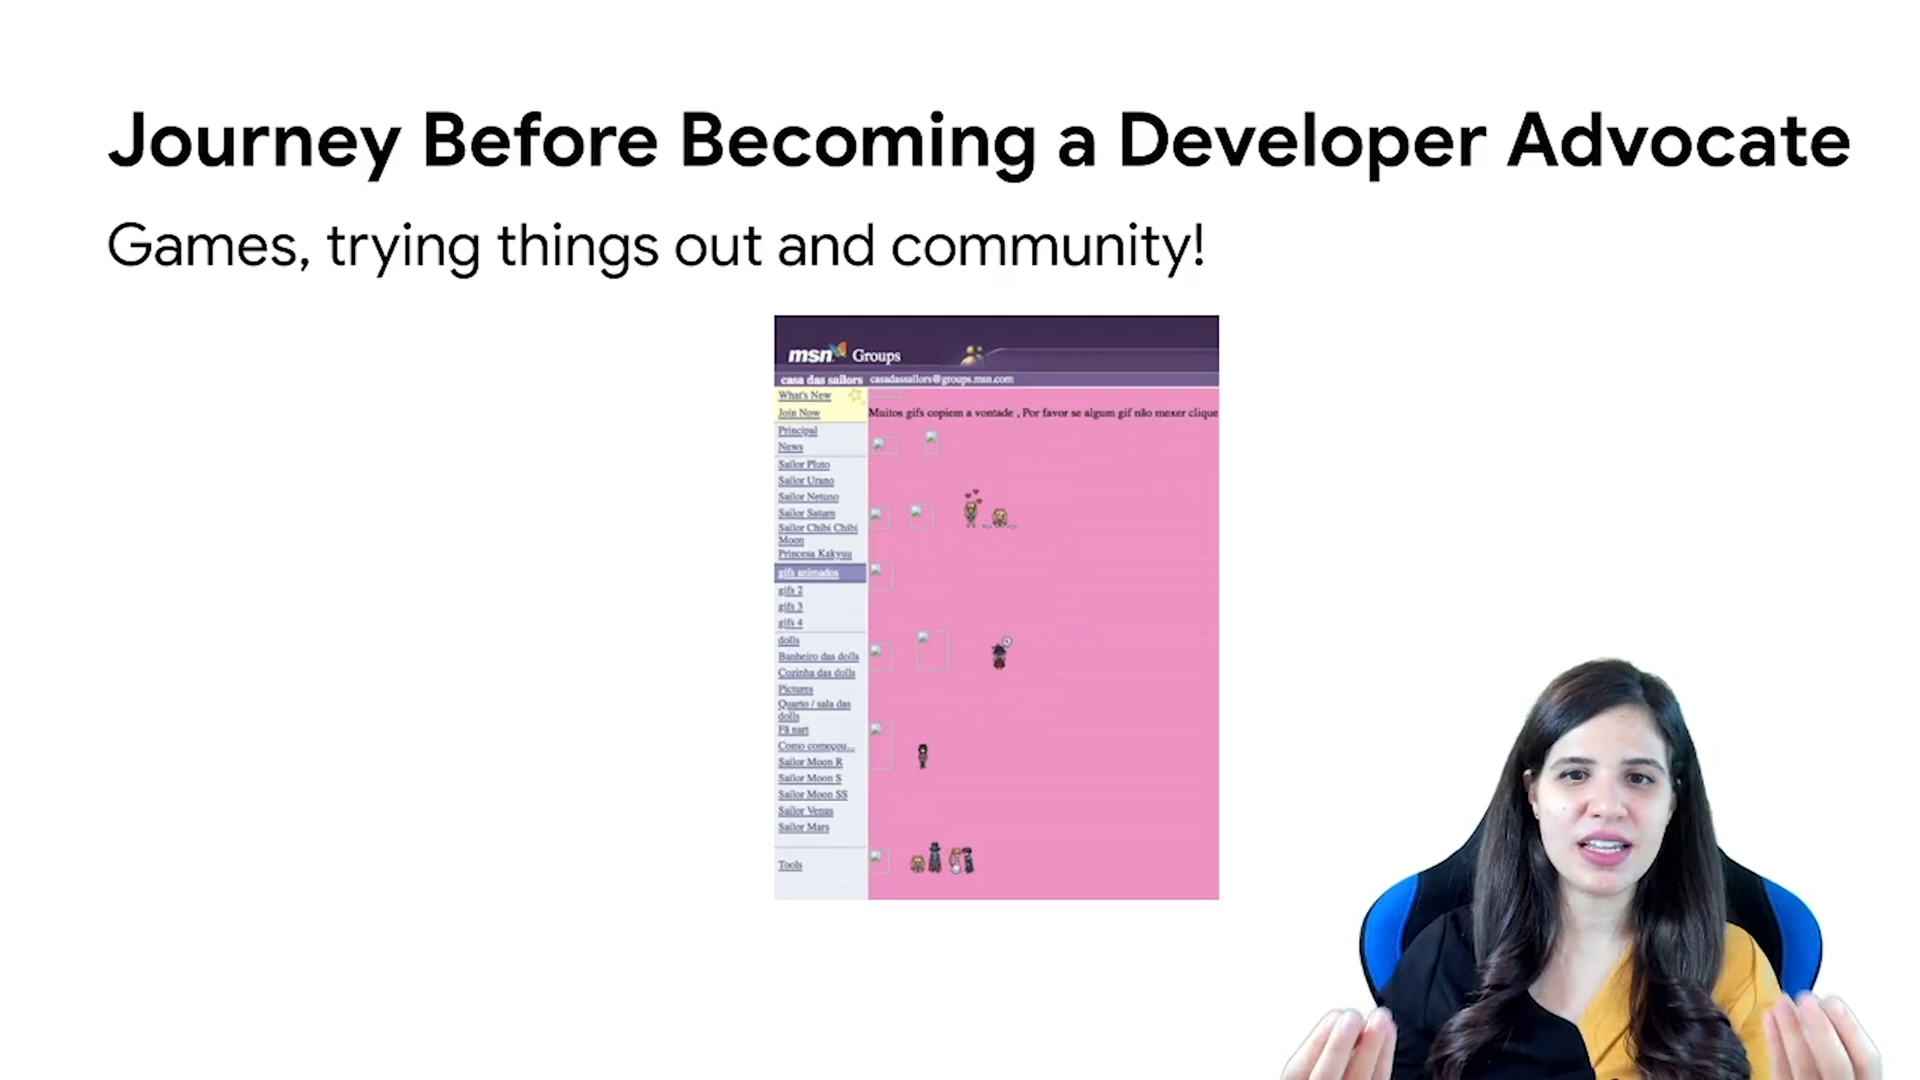 Journey Before Becoming a Developer Advocate
Games, trying things out and community!
msn Groups
casa das sailors casadassailors@groups.msn.com
What's New
Join Now
Muitos gifs copiem a vontade , Por favor se algum gif não mexer clique
Principal
News
Sailor Pluto
Sailor Urano
Sailor Netuno
Sailor Saturn
Sailor Chibi Chibi
Moon
Princesa Kakyuu
gifs animados
gifs 2
gifs 3
gifs 4
dolls
Banheiro das dolls
Cozinha das dolls
Pictures
Quarto / sala das
dolls
Fã nart
Como começou...
Sailor Moon R
Sailor Moon S
Sailor Moon SS
Sailor Venus
Sailor Mars
Tools